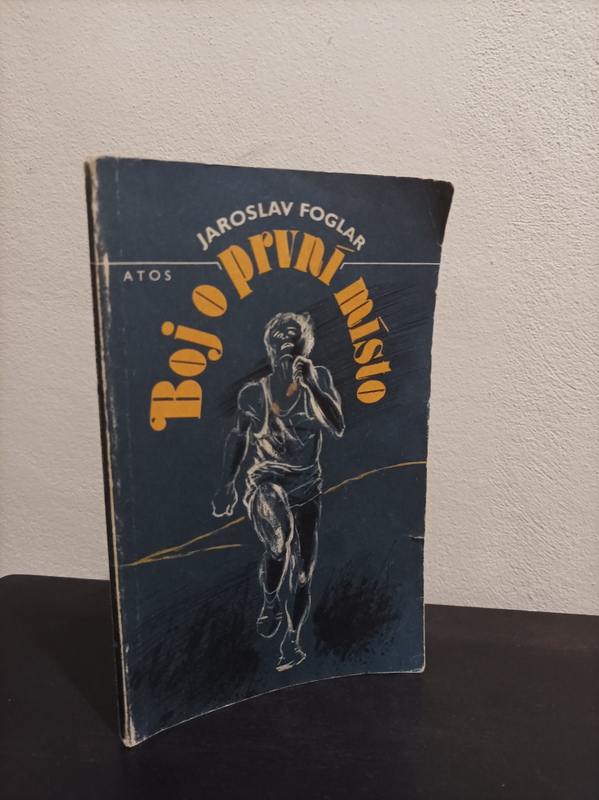 JAROSLAV FOGLAR
ATOS
Boj o první místo